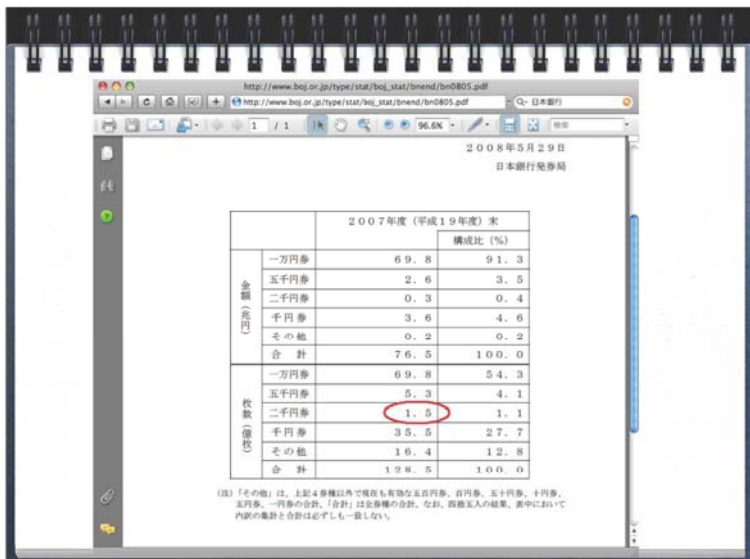 http://www.boj.or.jp/type/stat/boj_stat/bnend/bn0805.pdf
http://www.boj.or.jp/type/stat/boj_stat/bnend/bn0805.pdf 日本銀行
1 / 1 96.6% 検索
2008年5月29日
日本銀行発券局
2007年度（平成19年度）末
構成比（%）
金額（兆円）
一万円券 69.8 91.3
五千円券 2.6 3.5
二千円券 0.3 0.4
千円券 3.6 4.6
その他 0.2 0.2
合計 76.5 100.0
枚数（億枚）
一万円券 69.8 54.3
五千円券 5.3 4.1
二千円券 1.5 1.1
千円券 35.5 27.7
その他 16.4 12.8
合計 128.5 100.0
（注）「その他」は、上記4券種以外で現在も有効な五百円券、百円券、五十円券、十円券、
五円券、一円券の合計。「合計」は全券種の合計。なお、四捨五入の結果、表中において
内訳の集計と合計は必ずしも一致しない。